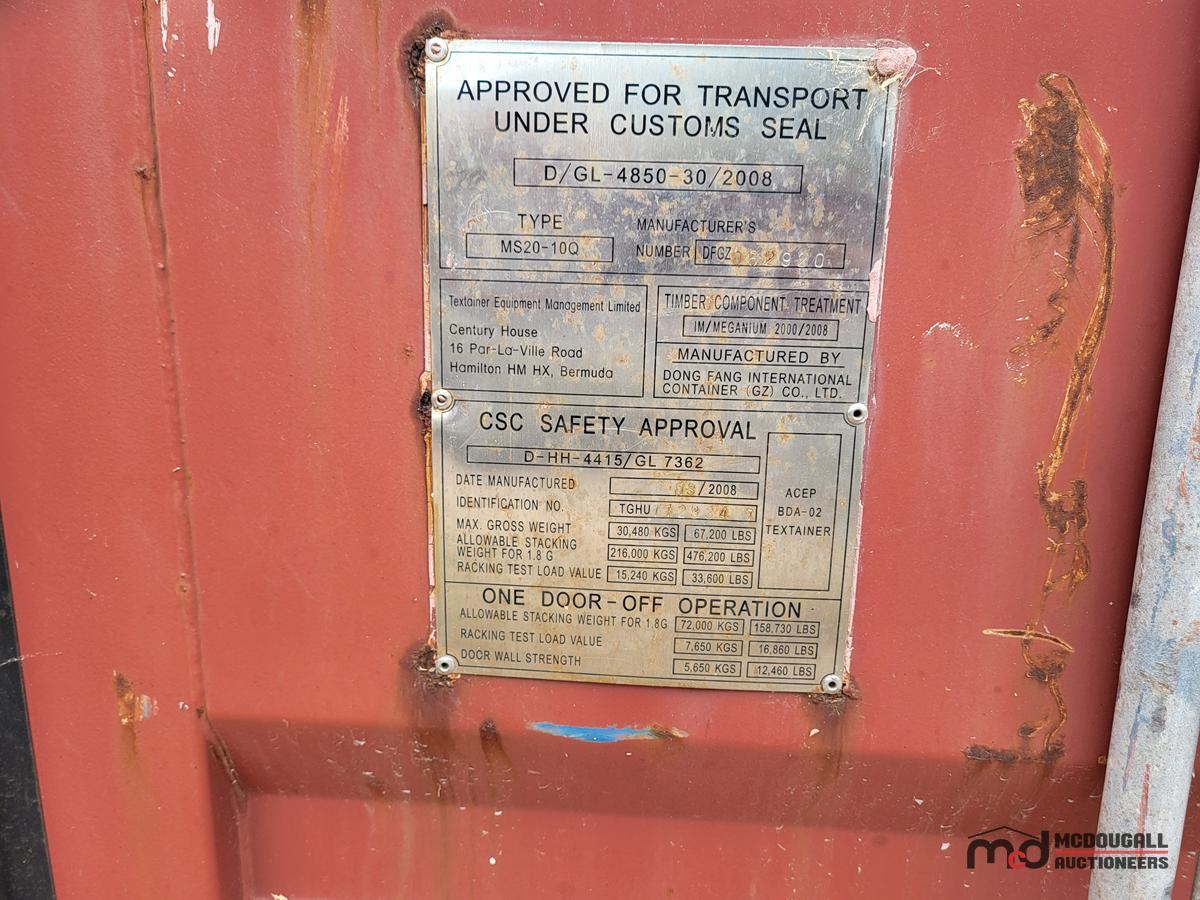 APPROVED FOR TRANSPORT
UNDER CUSTOMS SEAL
D/GL-4850-30/2008
TYPE
MS20-10Q
MANUFACTURER'S
NUMBER DFGZ
Textainer Equipment Management Limited
Century House
16 Par-La-Ville Road
Hamilton HM HX, Bermuda
TIMBER COMPONENT TREATMENT
IM/MEGANIUM 2000/2008
MANUFACTURED BY
DONG FANG INTERNATIONAL
CONTAINER (GZ) CO., LTD.
CSC SAFETY APPROVAL
D-HH-4415/GL 7362
DATE MANUFACTURED /2008
IDENTIFICATION NO. TGHU
MAX. GROSS WEIGHT 30,480 KGS 67,200 LBS
ALLOWABLE STACKING
WEIGHT FOR 1.8 G 216,000 KGS 476,200 LBS
RACKING TEST LOAD VALUE 15,240 KGS 33,600 LBS
ACEP
BDA-02
TEXTAINER
ONE DOOR-OFF OPERATION
ALLOWABLE STACKING WEIGHT FOR 1.8G 72,000 KGS 158,730 LBS
RACKING TEST LOAD VALUE 7,650 KGS 16,860 LBS
DOOR WALL STRENGTH 5,650 KGS 12,460 LBS
mcd MCDOUGALL
AUCTIONEERS